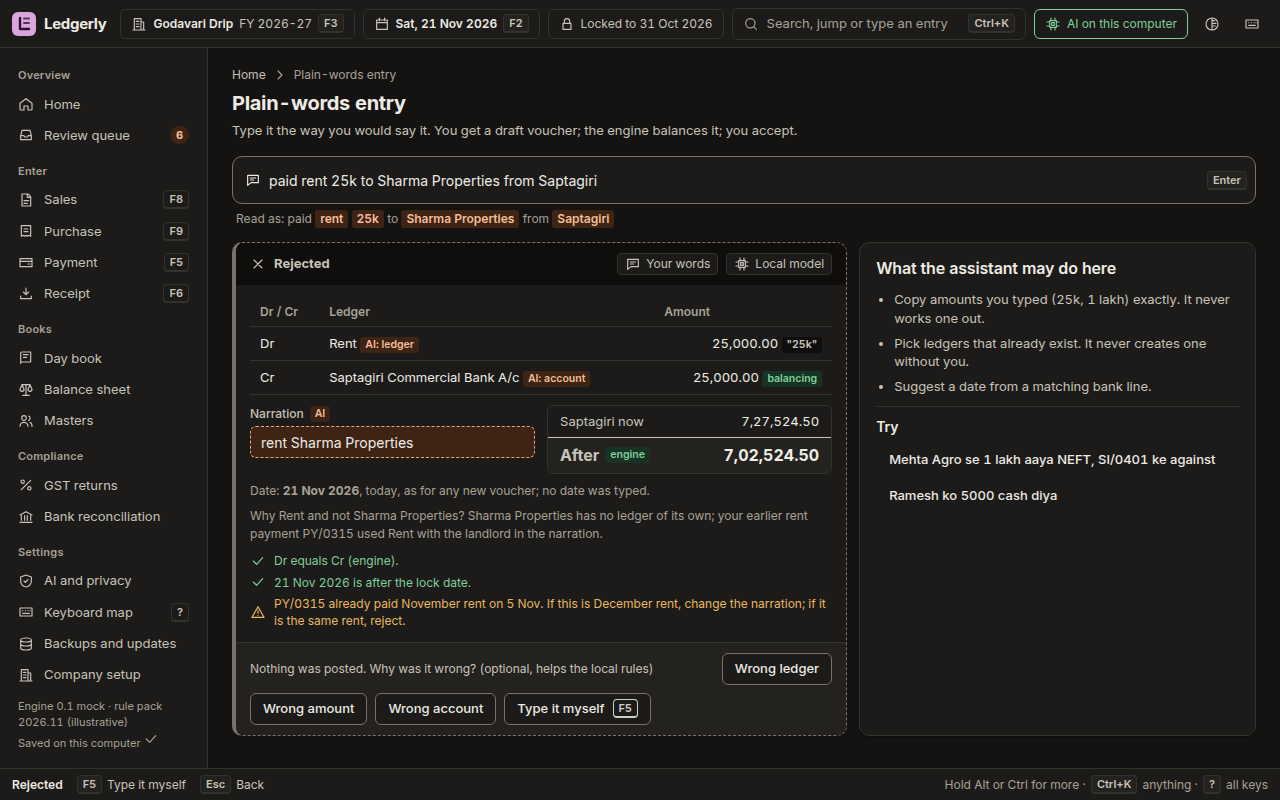 Ledgerly
Godavari Drip FY 2026-27 F3
Sat, 21 Nov 2026 F2
Locked to 31 Oct 2026
Search, jump or type an entry Ctrl+K
AI on this computer
Overview
Home
Review queue 6
Enter
Sales F8
Purchase F9
Payment F5
Receipt F6
Books
Day book
Balance sheet
Masters
Compliance
GST returns
Bank reconciliation
Settings
AI and privacy
Keyboard map ?
Backups and updates
Company setup
Engine 0.1 mock · rule pack
2026.11 (illustrative)
Saved on this computer
Home > Plain-words entry
Plain-words entry
Type it the way you would say it. You get a draft voucher; the engine balances it; you accept.
paid rent 25k to Sharma Properties from Saptagiri Enter
Read as: paid rent 25k to Sharma Properties from Saptagiri
Rejected Your words Local model
Dr / Cr Ledger Amount
Dr Rent AI: ledger 25,000.00 "25k"
Cr Saptagiri Commercial Bank A/c AI: account 25,000.00 balancing
Narration AI
rent Sharma Properties
Saptagiri now 7,27,524.50
After engine 7,02,524.50
Date: 21 Nov 2026, today, as for any new voucher; no date was typed.
Why Rent and not Sharma Properties? Sharma Properties has no ledger of its own; your earlier rent
payment PY/0315 used Rent with the landlord in the narration.
Dr equals Cr (engine).
21 Nov 2026 is after the lock date.
PY/0315 already paid November rent on 5 Nov. If this is December rent, change the narration; if it
is the same rent, reject.
Nothing was posted. Why was it wrong? (optional, helps the local rules) Wrong ledger
Wrong amount Wrong account Type it myself F5
What the assistant may do here
• Copy amounts you typed (25k, 1 lakh) exactly. It never
works one out.
• Pick ledgers that already exist. It never creates one
without you.
• Suggest a date from a matching bank line.
Try
Mehta Agro se 1 lakh aaya NEFT, SI/0401 ke against
Ramesh ko 5000 cash diya
Rejected F5 Type it myself Esc Back
Hold Alt or Ctrl for more · Ctrl+K anything · ? all keys